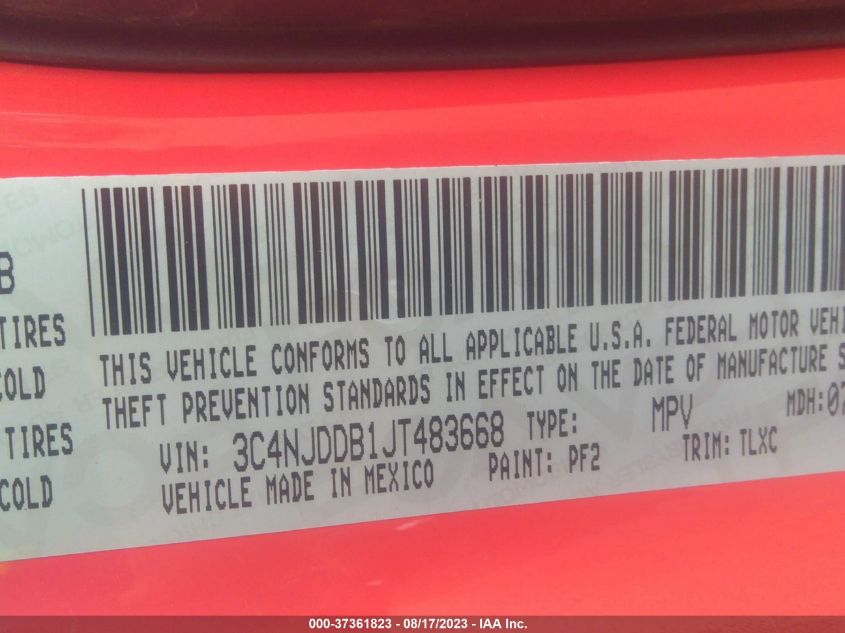 B
TIRES
COLD
TIRES
COLD
THIS VEHICLE CONFORMS TO ALL APPLICABLE U.S.A. FEDERAL MOTOR VEHI
THEFT PREVENTION STANDARDS IN EFFECT ON THE DATE OF MANUFACTURE S
VIN: 3C4NJDDB1JT483668 TYPE: MPV MDH:07
VEHICLE MADE IN MEXICO PAINT: PF2 TRIM: TLXC
000-37361823 - 08/17/2023 - IAA Inc.